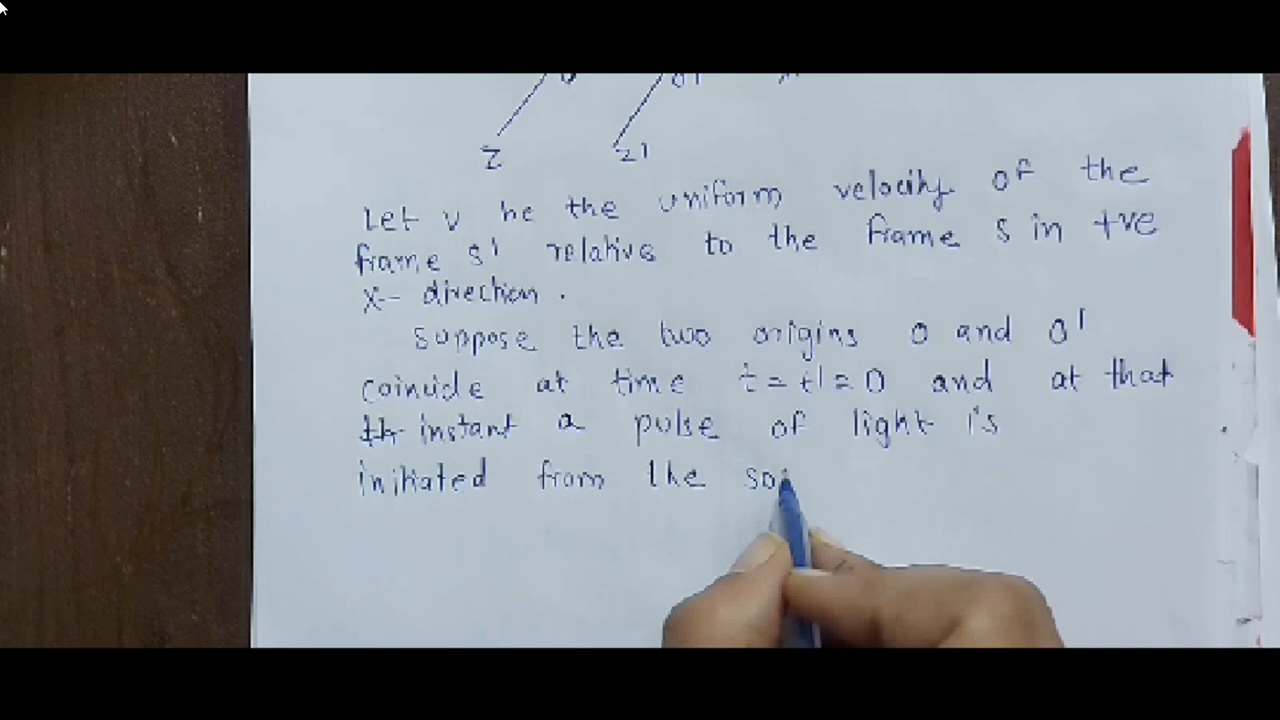 Z Z'
Let v be the uniform velocity of the
frame s' relative to the frame s in +ve
x- direction.
suppose the two origins O and O'
coincide at time t = t' = 0 and at that
instant a pulse of light is
initiated from the so